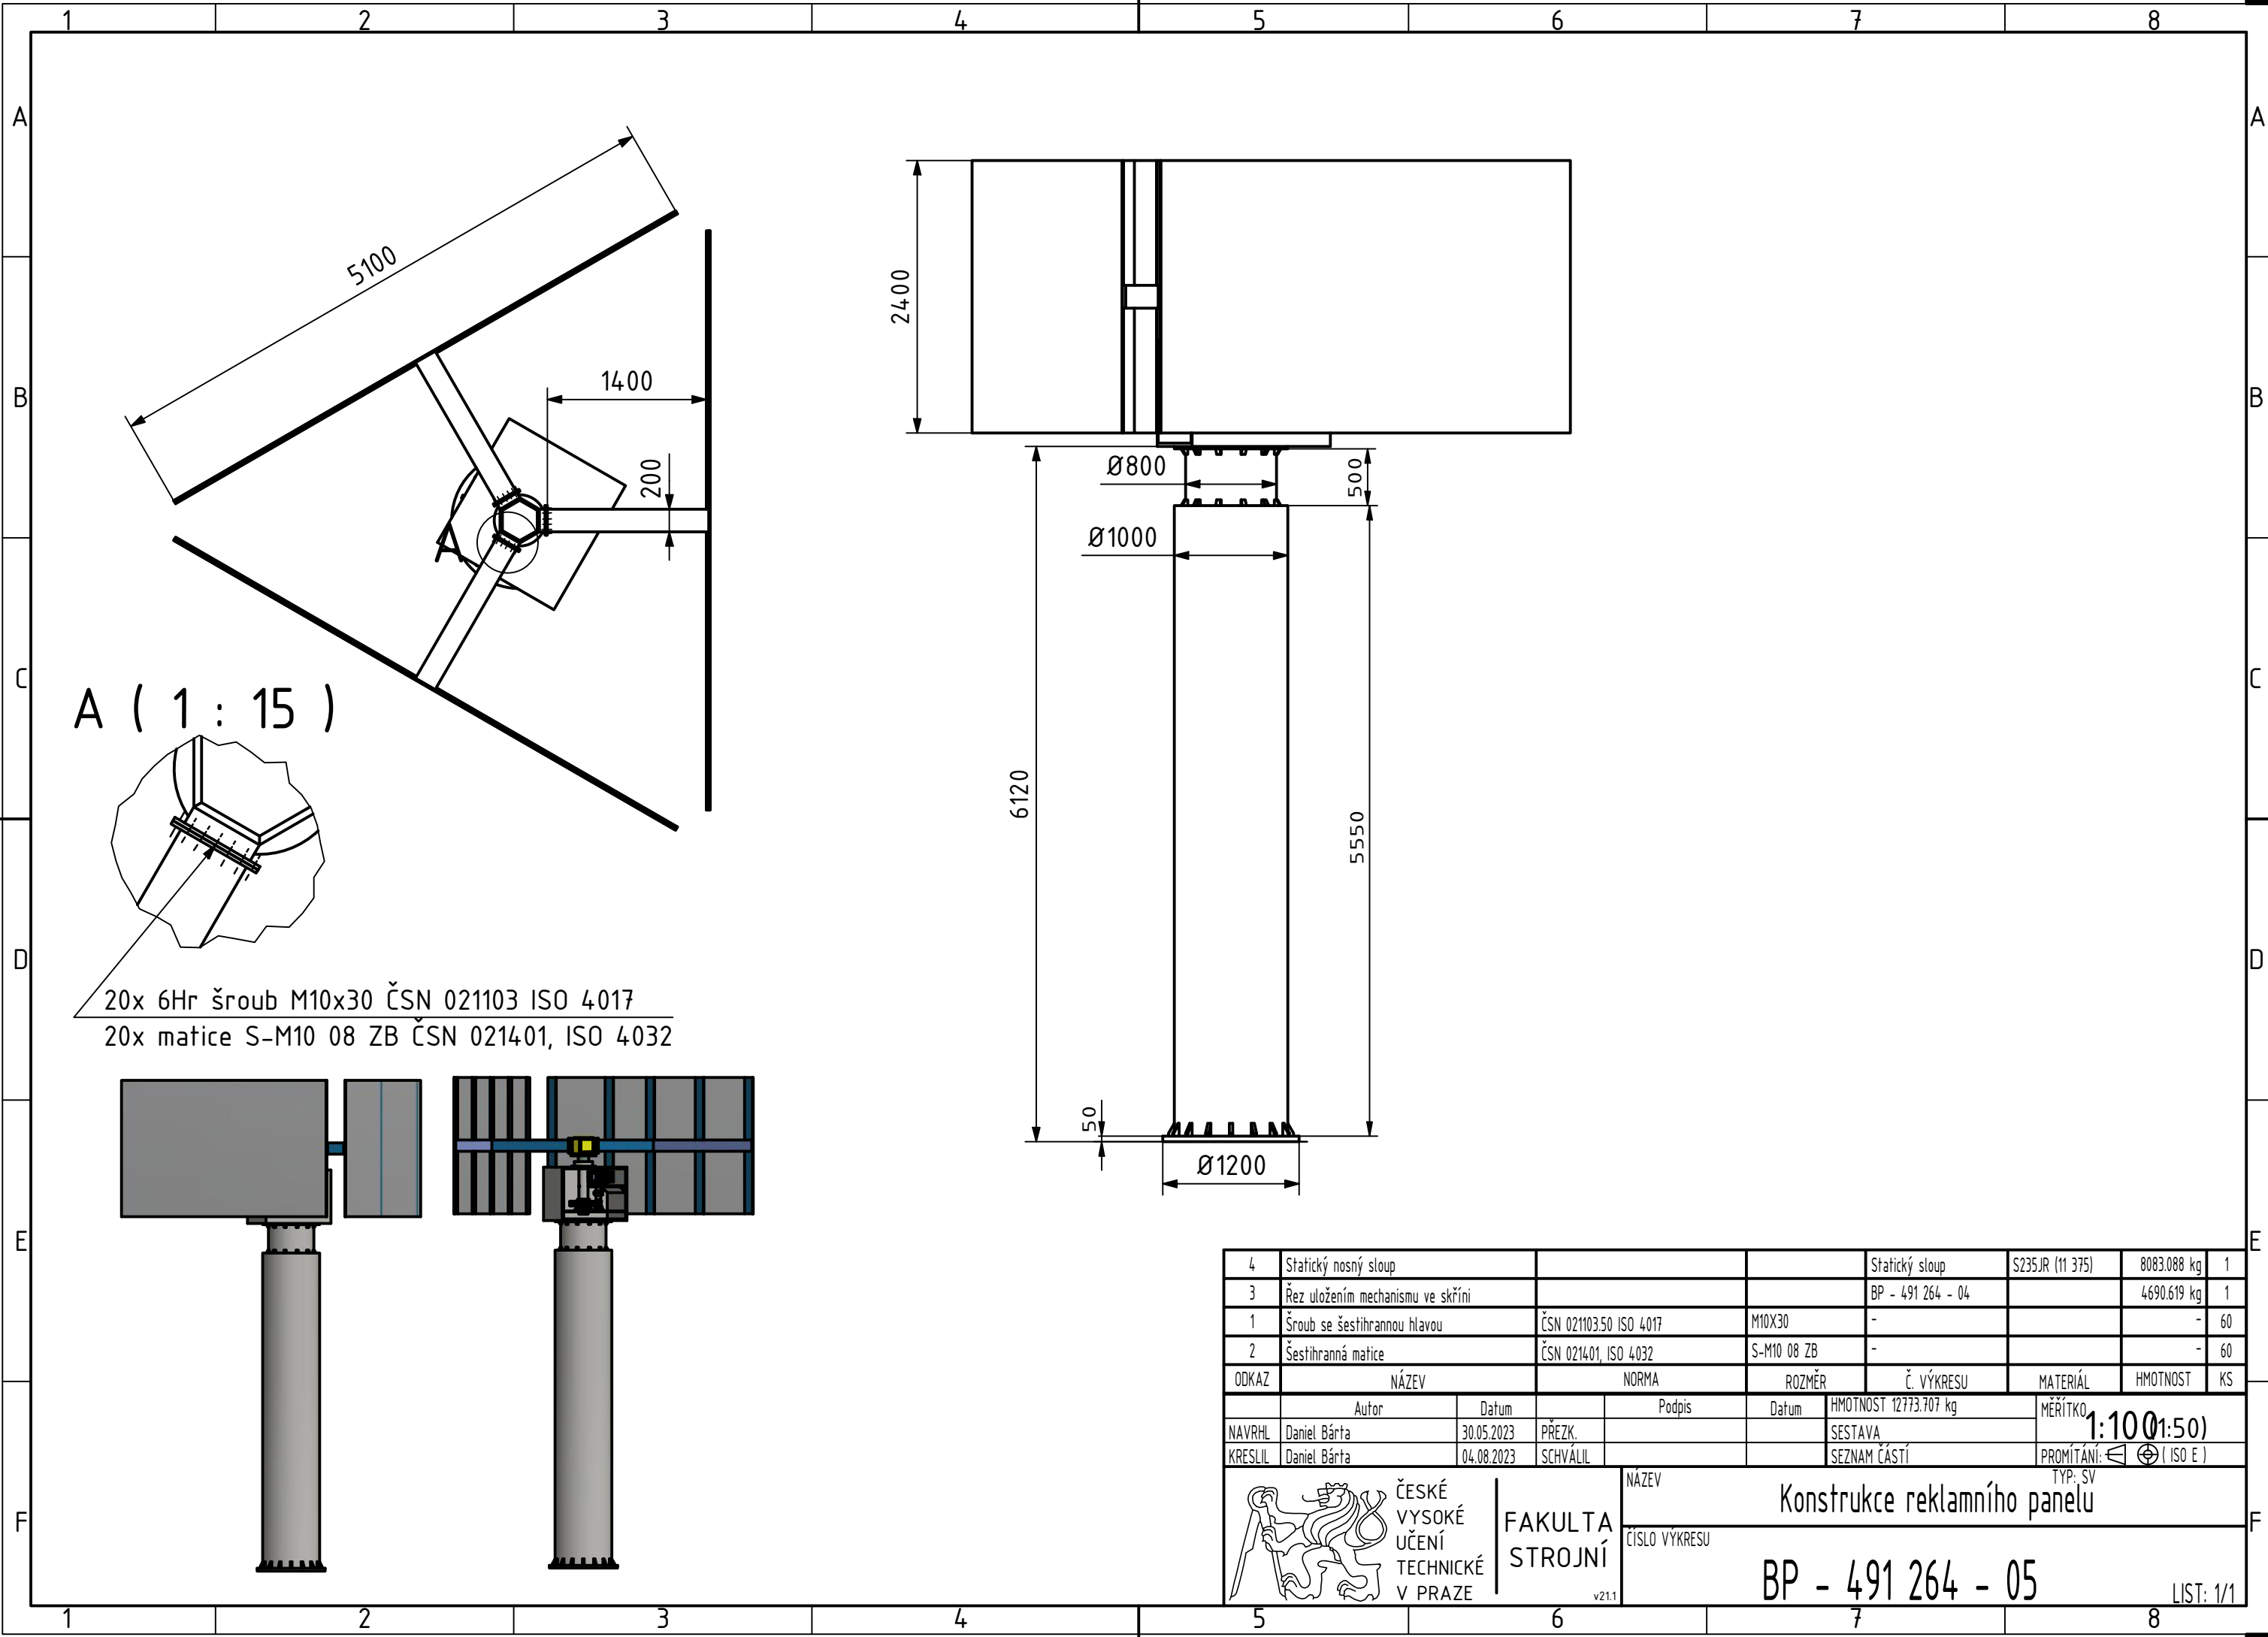 1 2 3 4 5 6 7 8
A A
B B
C C
D D
E E
F F
5100
1400
200
A
2400
Ø800
500
Ø1000
6120
5550
50
Ø1200
A ( 1 : 15 )
20x 6Hr šroub M10x30 ČSN 021103 ISO 4017
20x matice S-M10 08 ZB ČSN 021401, ISO 4032
4 Statický nosný sloup Statický sloup S235JR (11 375) 8083.088 kg 1
3 Řez uložením mechanismu ve skříni BP - 491 264 - 04 4690.619 kg 1
1 Šroub se šestihrannou hlavou ČSN 021103.50 ISO 4017 M10X30 - - 60
2 Šestihranná matice ČSN 021401, ISO 4032 S-M10 08 ZB - - 60
ODKAZ NÁZEV NORMA ROZMĚR Č. VÝKRESU MATERIÁL HMOTNOST KS
Autor Datum Podpis Datum HMOTNOST 12773.707 kg MĚŘÍTKO 1:100 (1:50)
NAVRHL Daniel Bárta 30.05.2023 PŘEZK. SESTAVA
KRESLIL Daniel Bárta 04.08.2023 SCHVÁLIL SEZNAM ČÁSTÍ PROMÍTÁNÍ: ( ISO E )
ČESKÉ
VYSOKÉ
UČENÍ
TECHNICKÉ
V PRAZE
FAKULTA
STROJNÍ
v21.1
NÁZEV TYP: SV
Konstrukce reklamního panelu
ČÍSLO VÝKRESU
BP - 491 264 - 05
LIST: 1/1
1 2 3 4 5 6 7 8